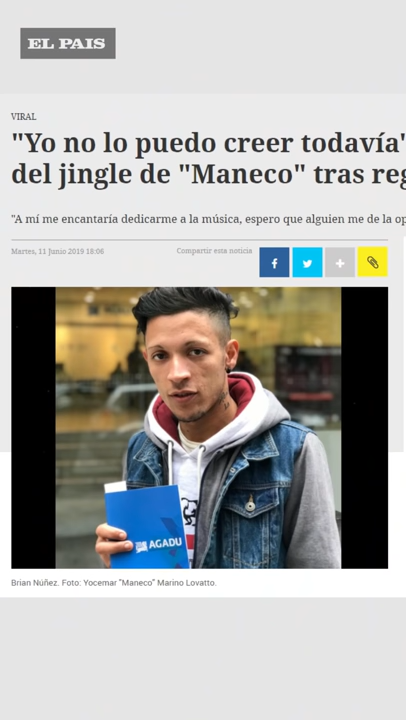 EL PAIS
VIRAL
"Yo no lo puedo creer todavía"
del jingle de "Maneco" tras reg
"A mí me encantaría dedicarme a la música, espero que alguien me de la op
Martes, 11 Junio 2019 18:06
Compartir esta noticia
AGADU
Brian Núñez. Foto: Yocemar "Maneco" Marino Lovatto.